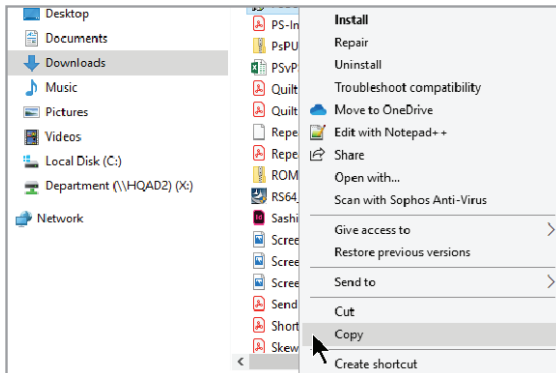 Desktop
Documents
Downloads
Music
Pictures
Videos
Local Disk (C:)
Department (\\HQAD2) (X:)
Network
PS-In
PsPU
PSvP
Quilt
Quilt
Repe
Repe
ROM
RS64_
Sashi
Scree
Scree
Scree
Send
Short
Skew
Install
Repair
Uninstall
Troubleshoot compatibility
Move to OneDrive
Edit with Notepad++
Share
Open with...
Scan with Sophos Anti-Virus
Give access to
Restore previous versions
Send to
Cut
Copy
Create shortcut